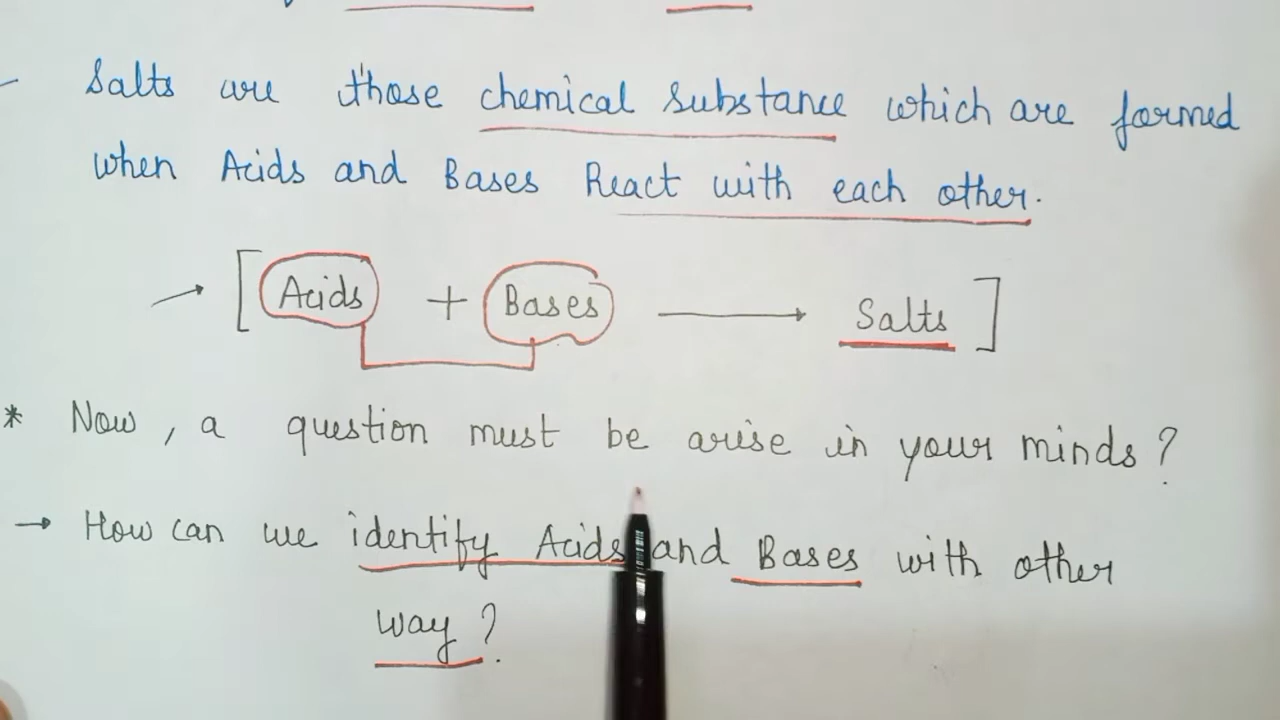 Salts are those chemical substance which are formed
when Acids and Bases React with each other.
→ [ Acids + Bases → Salts ]
* Now, a question must be arise in your minds?
→ How can we identify Acids and Bases with other
way?